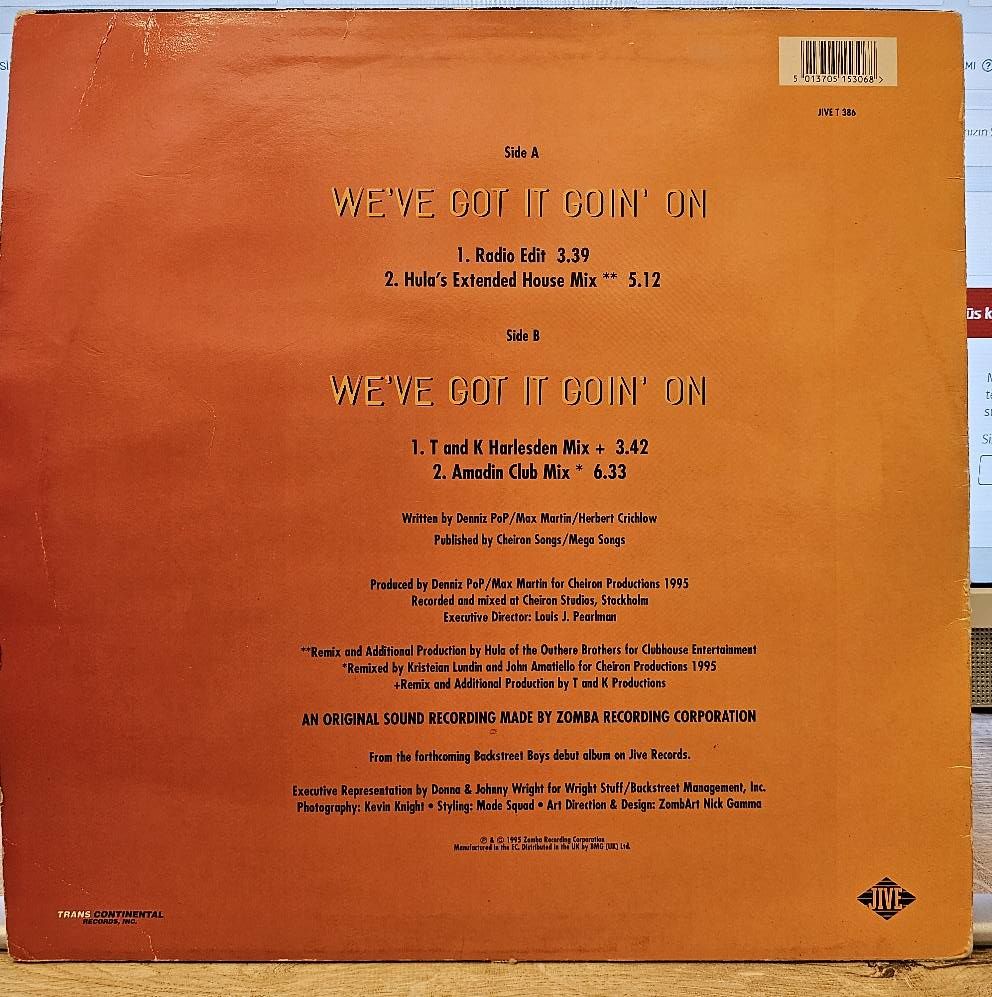 5 013705 153068 >
JIVE T 386
Side A
WE'VE GOT IT GOIN' ON
1. Radio Edit 3.39
2. Hula's Extended House Mix ** 5.12
Side B
WE'VE GOT IT GOIN' ON
1. T and K Harlesden Mix + 3.42
2. Amadin Club Mix * 6.33
Written by Denniz PoP/Max Martin/Herbert Crichlow
Published by Cheiron Songs/Mega Songs
Produced by Denniz PoP/Max Martin for Cheiron Productions 1995
Recorded and mixed at Cheiron Studios, Stockholm
Executive Director: Louis J. Pearlman
**Remix and Additional Production by Hula of the Outhere Brothers for Clubhouse Entertainment
*Remixed by Kristeian Lundin and John Amatiello for Cheiron Productions 1995
+Remix and Additional Production by T and K Productions
AN ORIGINAL SOUND RECORDING MADE BY ZOMBA RECORDING CORPORATION
From the forthcoming Backstreet Boys debut album on Jive Records.
Executive Representation by Donna & Johnny Wright for Wright Stuff/Backstreet Management, Inc.
Photography: Kevin Knight • Styling: Mode Squad • Art Direction & Design: ZombArt Nick Gamma
℗ & © 1995 Zomba Recording Corporation
Manufactured in the EC. Distributed in the UK by BMG (UK) Ltd.
TRANS CONTINENTAL
RECORDS, INC.
JIVE